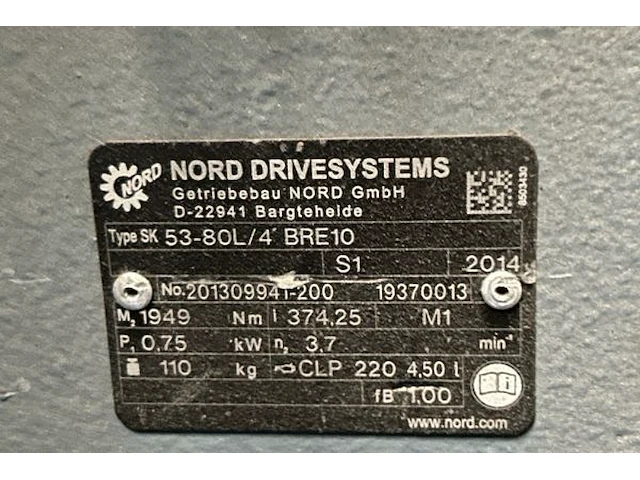 NORD NORD DRIVESYSTEMS
Getriebebau NORD GmbH
D-22941 Bargteheide
8503430
Type SK 53-80L/4 BRE10
S1 2014
No. 201309941-200 19370013
M₂ 1949 Nm i 374,25 M1
P₁ 0,75 kW n₂ 3,7 min⁻¹
110 kg CLP 220 4,50 l
fB 1,00
www.nord.com